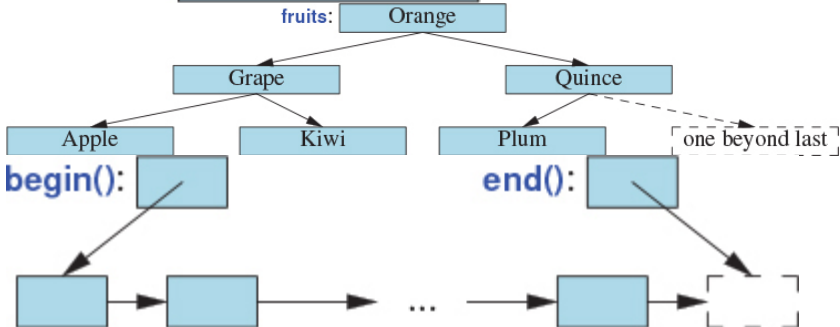 fruits: Orange
Grape Quince
Apple Kiwi Plum one beyond last
begin(): end():
...